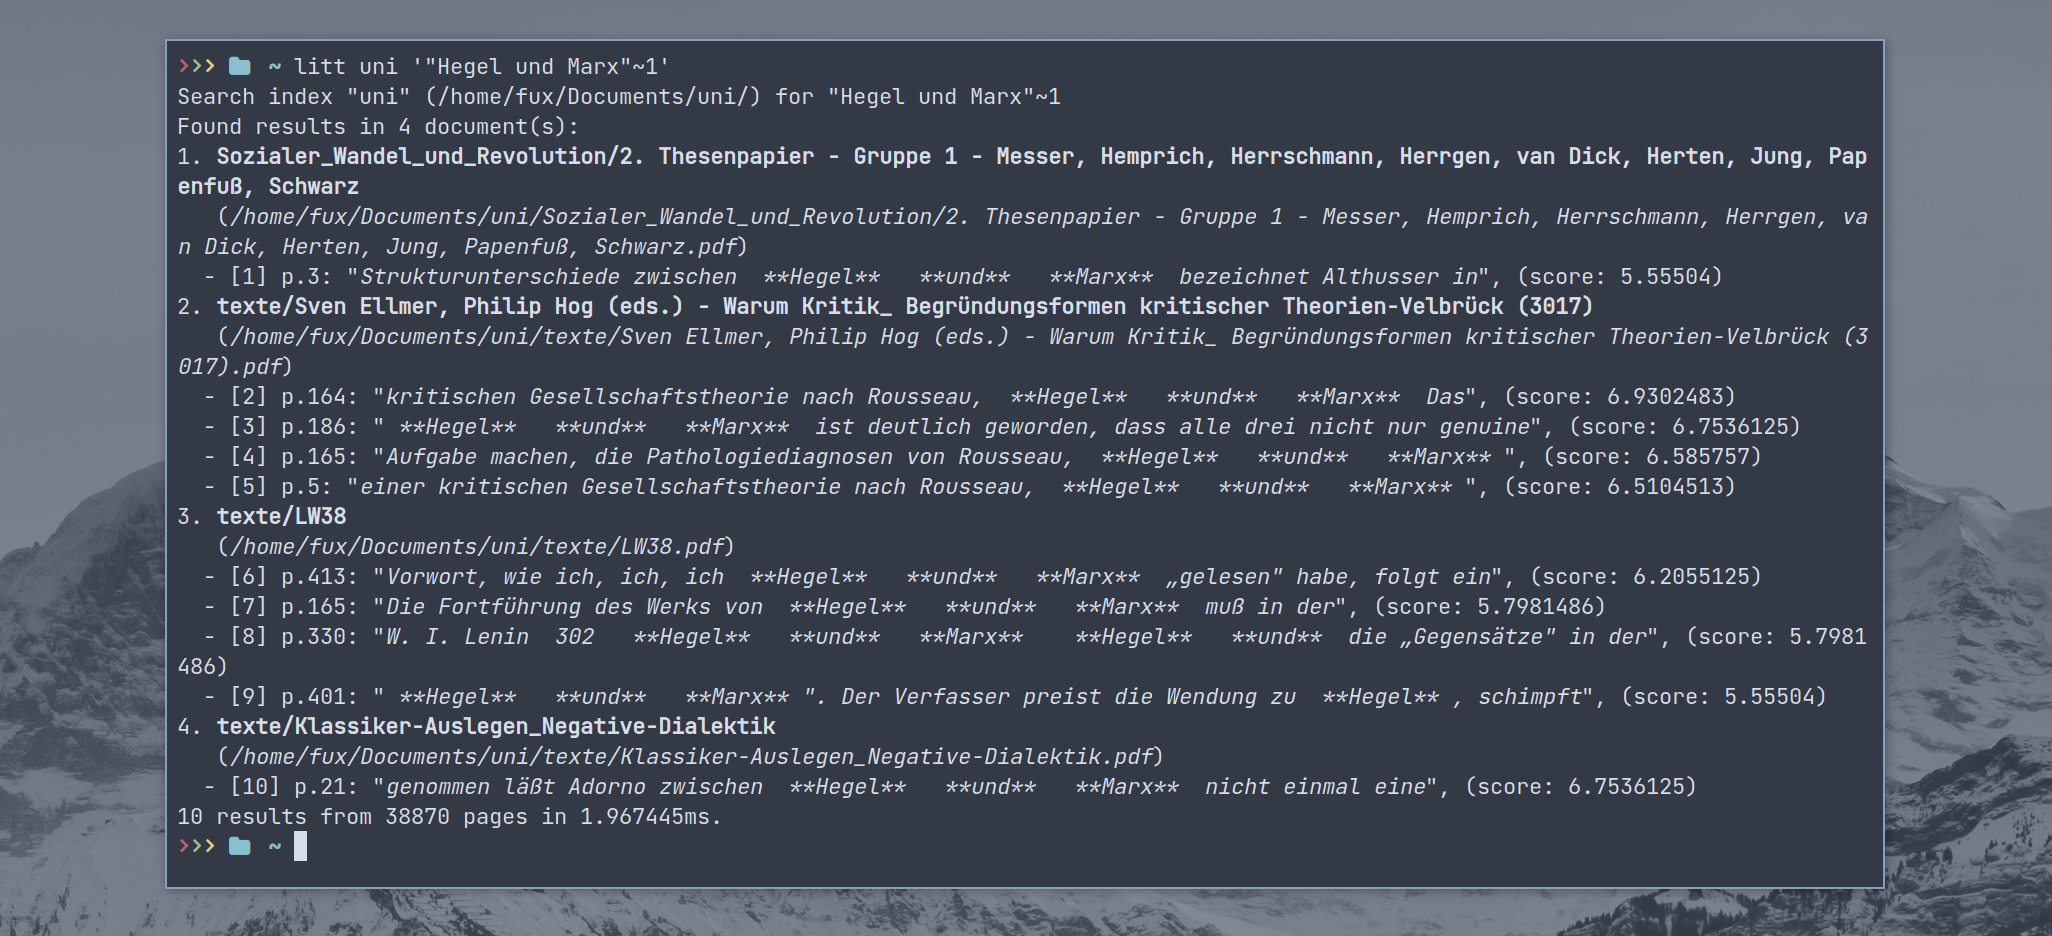 >>> ~ litt uni '"Hegel und Marx"~1'
Search index "uni" (/home/fux/Documents/uni/) for "Hegel und Marx"~1
Found results in 4 document(s):
1. Sozialer_Wandel_und_Revolution/2. Thesenpapier - Gruppe 1 - Messer, Hemprich, Herrschmann, Herrgen, van Dick, Herten, Jung, Pap
enfuß, Schwarz
(/home/fux/Documents/uni/Sozialer_Wandel_und_Revolution/2. Thesenpapier - Gruppe 1 - Messer, Hemprich, Herrschmann, Herrgen, va
n Dick, Herten, Jung, Papenfuß, Schwarz.pdf)
- [1] p.3: "Strukturunterschiede zwischen  **Hegel**   **und**   **Marx**  bezeichnet Althusser in", (score: 5.55504)
2. texte/Sven Ellmer, Philip Hog (eds.) - Warum Kritik_ Begründungsformen kritischer Theorien-Velbrück (3017)
(/home/fux/Documents/uni/texte/Sven Ellmer, Philip Hog (eds.) - Warum Kritik_ Begründungsformen kritischer Theorien-Velbrück (3
017).pdf)
- [2] p.164: "kritischen Gesellschaftstheorie nach Rousseau,  **Hegel**   **und**   **Marx**  Das", (score: 6.9302483)
- [3] p.186: " **Hegel**   **und**   **Marx**  ist deutlich geworden, dass alle drei nicht nur genuine", (score: 6.7536125)
- [4] p.165: "Aufgabe machen, die Pathologiediagnosen von Rousseau,  **Hegel**   **und**   **Marx** ", (score: 6.585757)
- [5] p.5: "einer kritischen Gesellschaftstheorie nach Rousseau,  **Hegel**   **und**   **Marx** ", (score: 6.5104513)
3. texte/LW38
(/home/fux/Documents/uni/texte/LW38.pdf)
- [6] p.413: "Vorwort, wie ich, ich, ich  **Hegel**   **und**   **Marx**  „gelesen" habe, folgt ein", (score: 6.2055125)
- [7] p.165: "Die Fortführung des Werks von  **Hegel**   **und**   **Marx**  muß in der", (score: 5.7981486)
- [8] p.330: "W. I. Lenin  302   **Hegel**   **und**   **Marx**    **Hegel**   **und**  die „Gegensätze" in der", (score: 5.7981
486)
- [9] p.401: " **Hegel**   **und**   **Marx** ". Der Verfasser preist die Wendung zu  **Hegel** , schimpft", (score: 5.55504)
4. texte/Klassiker-Auslegen_Negative-Dialektik
(/home/fux/Documents/uni/texte/Klassiker-Auslegen_Negative-Dialektik.pdf)
- [10] p.21: "genommen läßt Adorno zwischen  **Hegel**   **und**   **Marx**  nicht einmal eine", (score: 6.7536125)
10 results from 38870 pages in 1.967445ms.
>>> ~